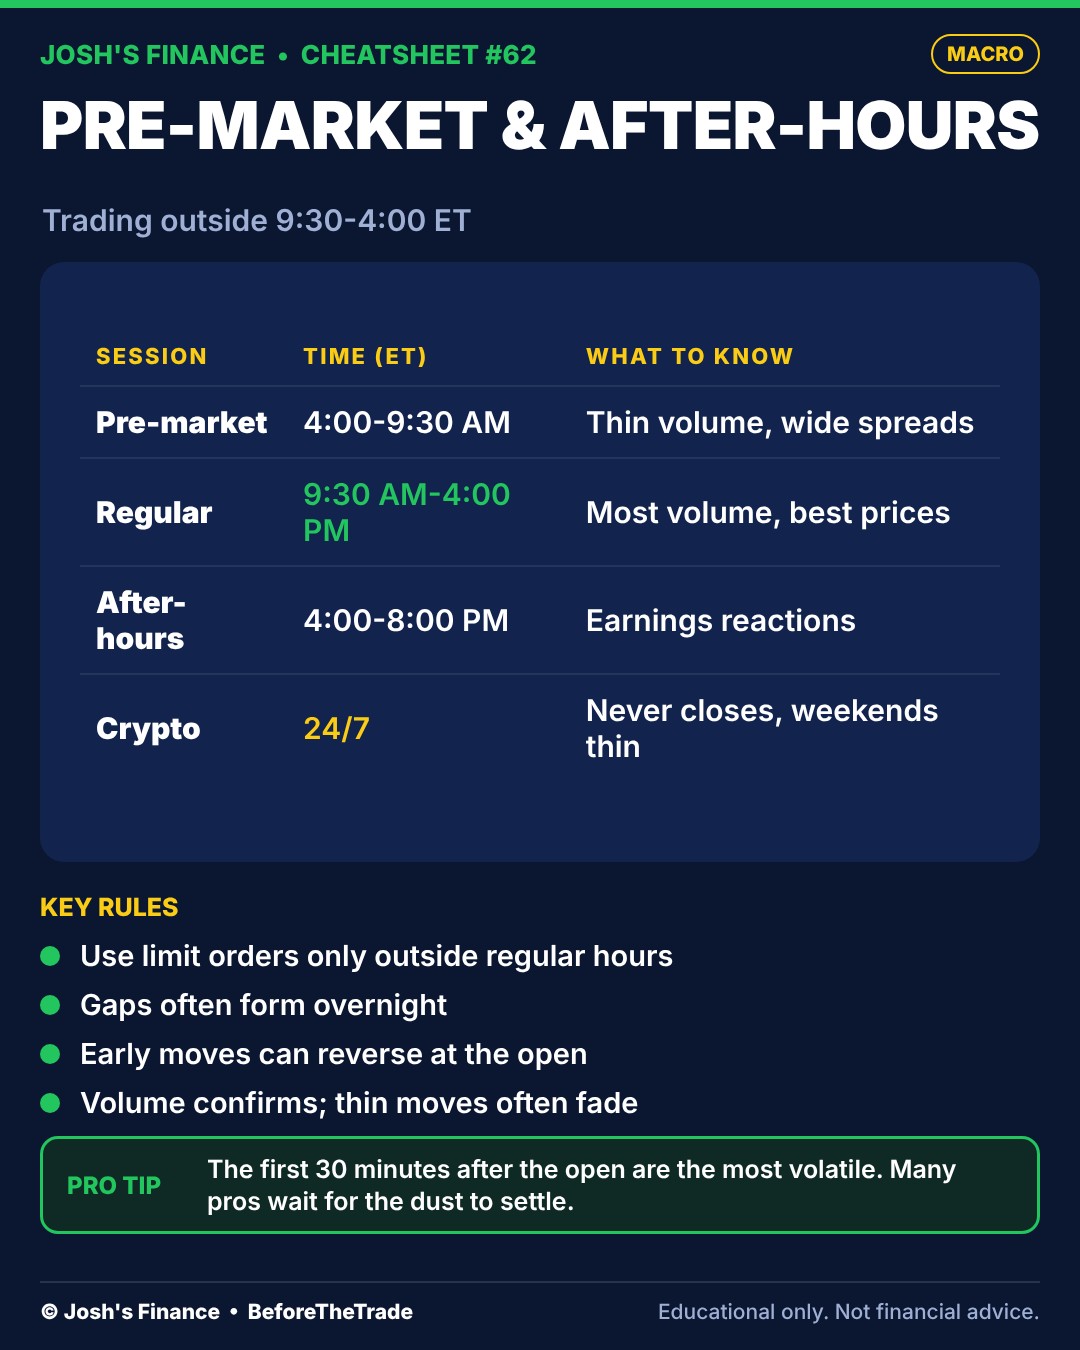 JOSH'S FINANCE • CHEATSHEET #62
MACRO
PRE-MARKET & AFTER-HOURS
Trading outside 9:30-4:00 ET
SESSION TIME (ET) WHAT TO KNOW
Pre-market 4:00-9:30 AM Thin volume, wide spreads
Regular 9:30 AM-4:00
PM Most volume, best prices
After-
hours 4:00-8:00 PM Earnings reactions
Crypto 24/7 Never closes, weekends
thin
KEY RULES
Use limit orders only outside regular hours
Gaps often form overnight
Early moves can reverse at the open
Volume confirms; thin moves often fade
PRO TIP
The first 30 minutes after the open are the most volatile. Many
pros wait for the dust to settle.
© Josh's Finance • BeforeTheTrade
Educational only. Not financial advice.